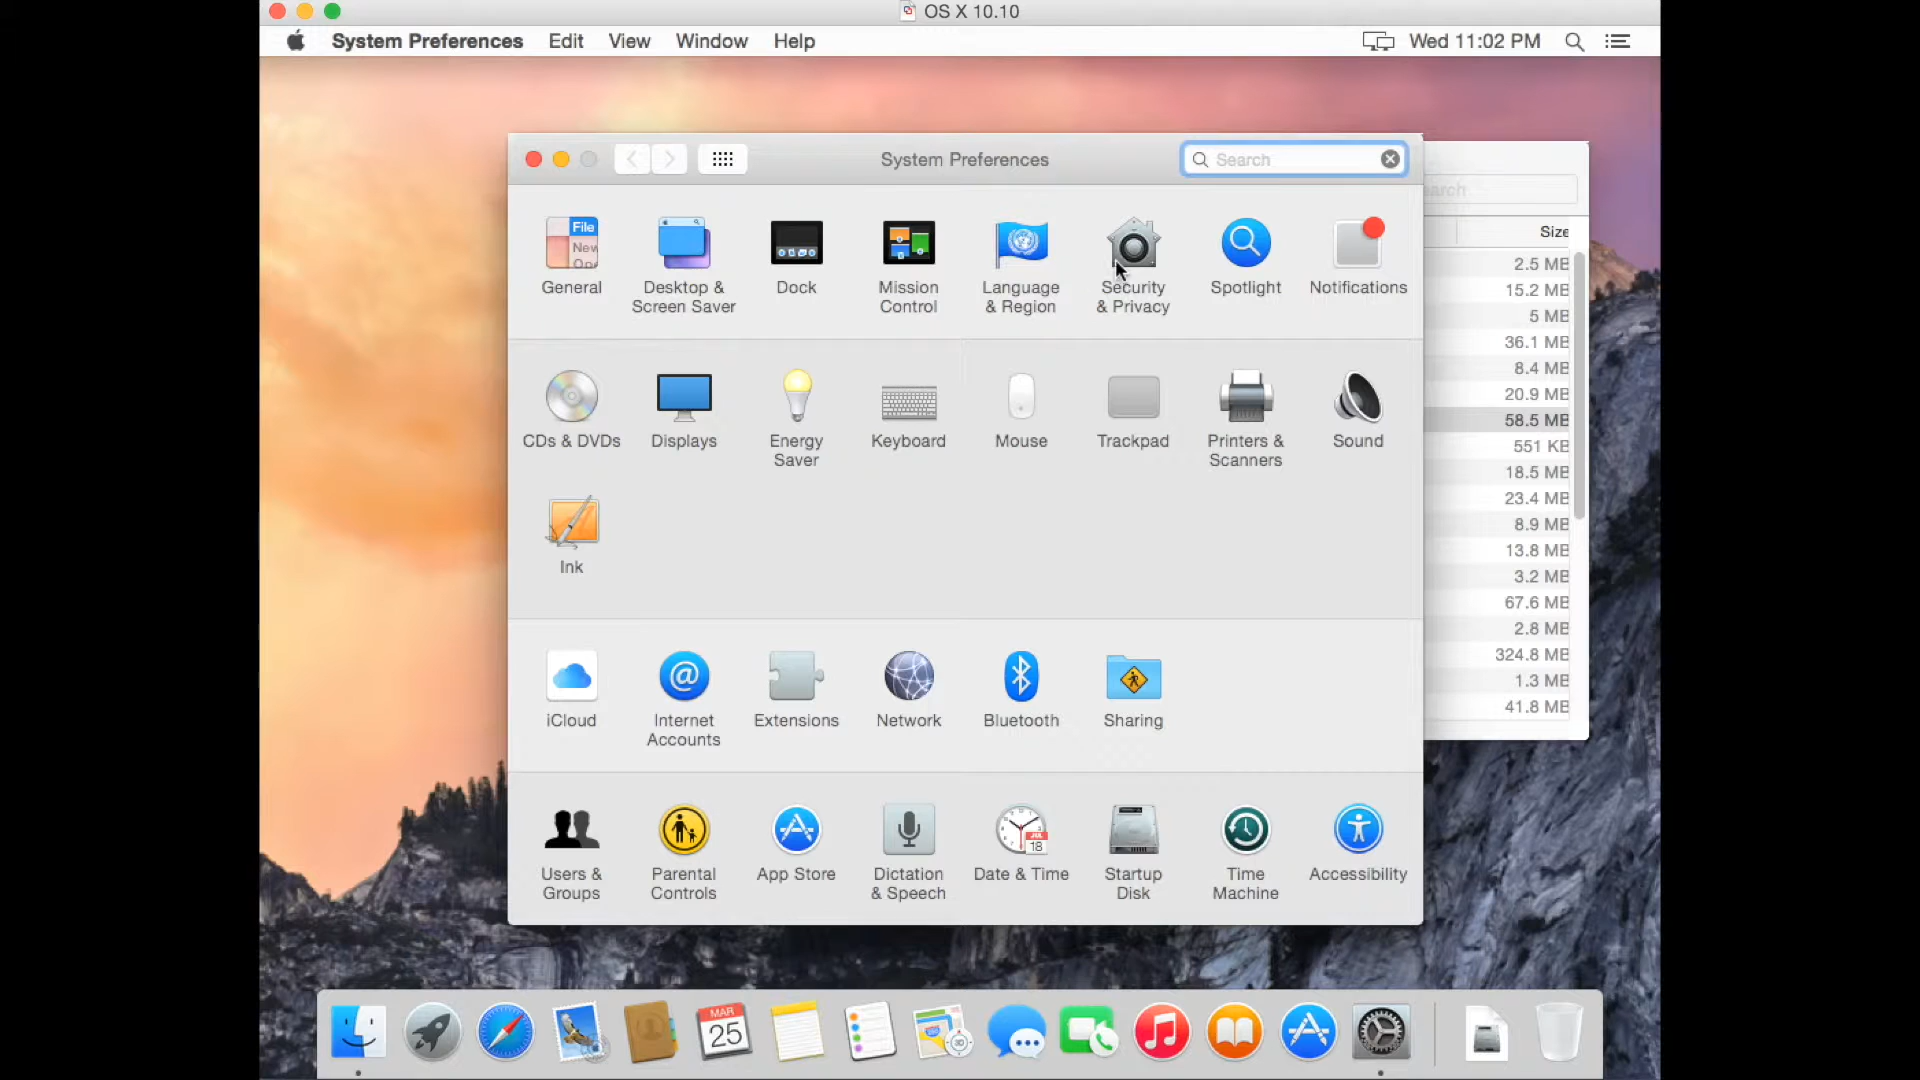 OS X 10.10
System Preferences Edit View Window Help Wed 11:02 PM
System Preferences Search
Size
General
Desktop &
Screen Saver
Dock
Mission
Control
Language
& Region
Security
& Privacy
Spotlight
Notifications
CDs & DVDs
Displays
Energy
Saver
Keyboard
Mouse
Trackpad
Printers &
Scanners
Sound
Ink
iCloud
Internet
Accounts
Extensions
Network
Bluetooth
Sharing
Users &
Groups
Parental
Controls
App Store
Dictation
& Speech
Date & Time
Startup
Disk
Time
Machine
Accessibility
2.5 MB
15.2 MB
5 MB
36.1 MB
8.4 MB
20.9 MB
58.5 MB
551 KB
18.5 MB
23.4 MB
8.9 MB
13.8 MB
3.2 MB
67.6 MB
2.8 MB
324.8 MB
1.3 MB
41.8 MB
File
New
JUL
18
MAR
25